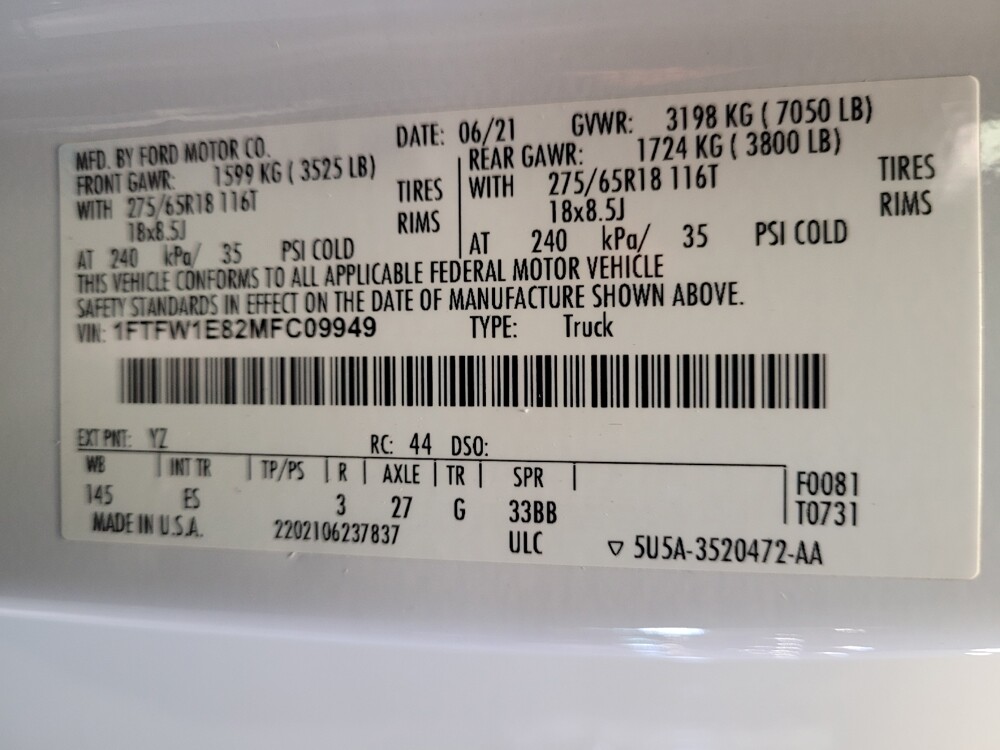 MFD. BY FORD MOTOR CO. DATE: 06/21 GVWR: 3198 KG ( 7050 LB)
FRONT GAWR: 1599 KG ( 3525 LB) REAR GAWR: 1724 KG ( 3800 LB)
WITH 275/65R18 116T TIRES WITH 275/65R18 116T TIRES
18x8.5J RIMS 18x8.5J RIMS
AT 240 kPa/ 35 PSI COLD AT 240 kPa/ 35 PSI COLD
THIS VEHICLE CONFORMS TO ALL APPLICABLE FEDERAL MOTOR VEHICLE
SAFETY STANDARDS IN EFFECT ON THE DATE OF MANUFACTURE SHOWN ABOVE.
VIN: 1FTFW1E82MFC09949 TYPE: Truck
EXT PNT: YZ RC: 44 DSO:
WB INT TR TP/PS R AXLE TR SPR F0081
145 ES 3 27 G 33BB T0731
MADE IN U.S.A. 2202106237837 ULC ▽ 5U5A-3520472-AA